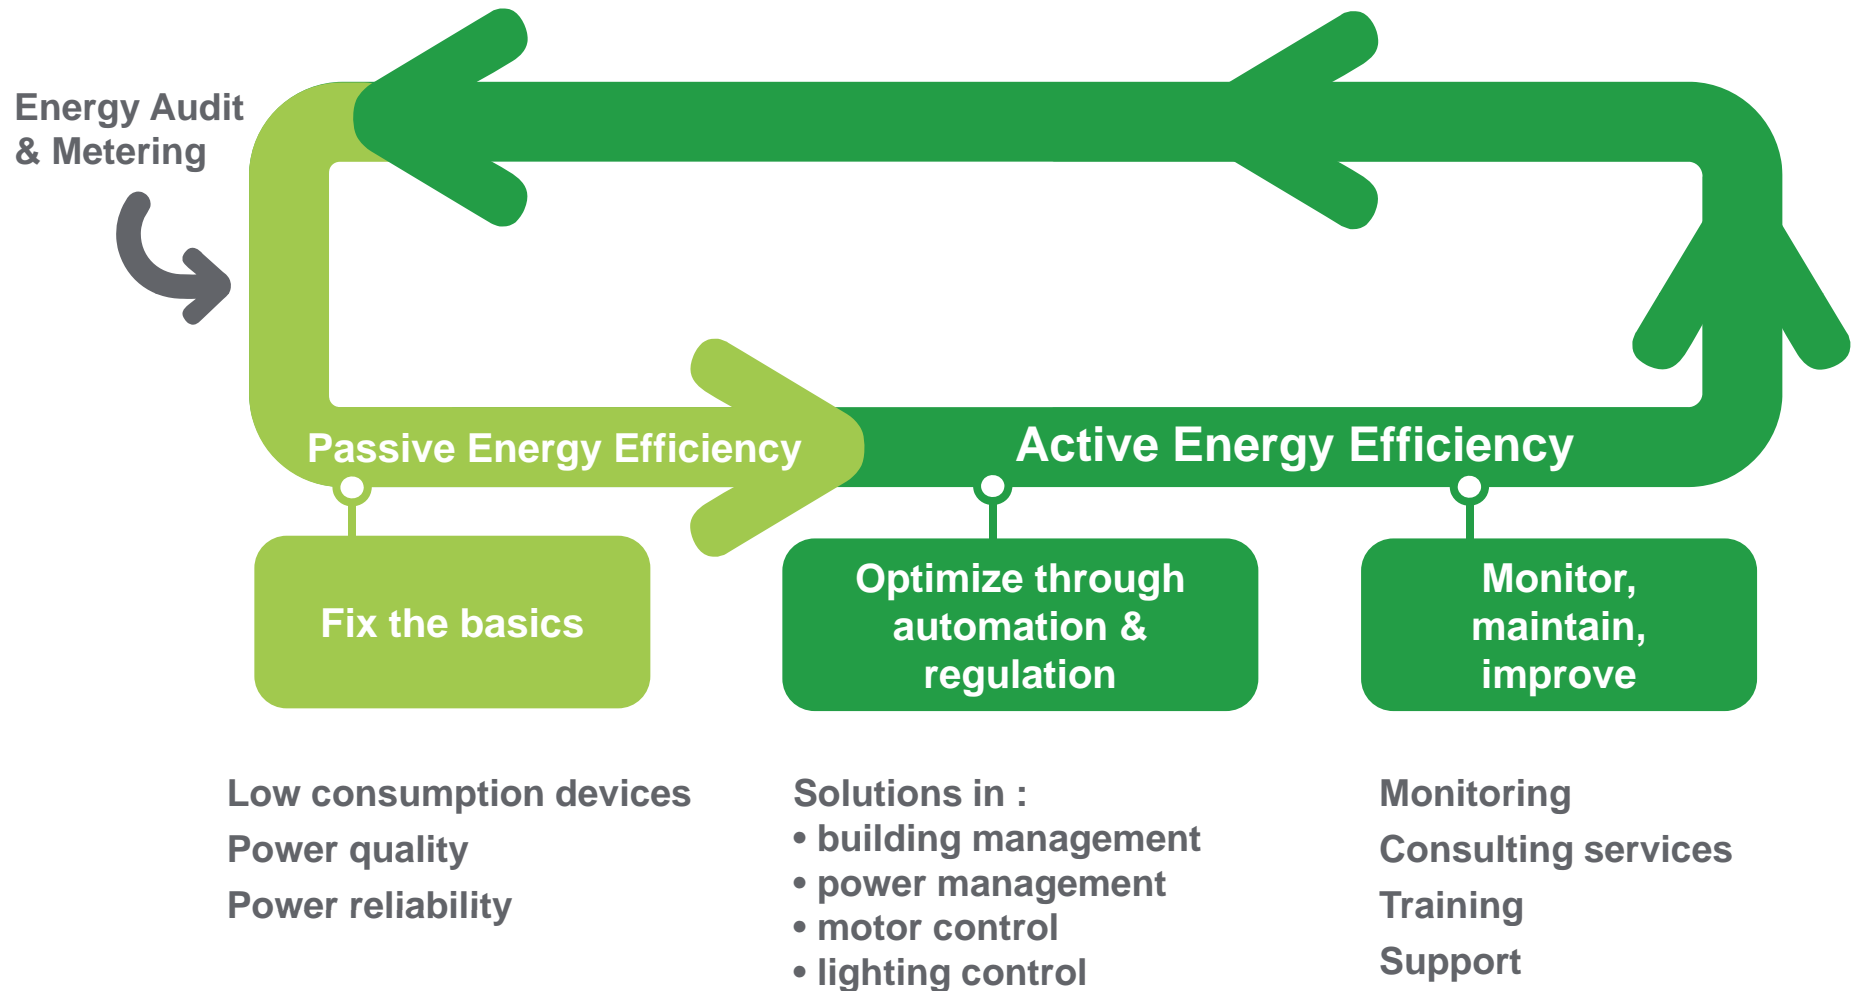 Energy Audit
& Metering
Passive Energy Efficiency
Active Energy Efficiency
Fix the basics
Optimize through
automation &
regulation
Monitor,
maintain,
improve
Low consumption devices
Power quality
Power reliability
Solutions in :
• building management
• power management
• motor control
• lighting control
Monitoring
Consulting services
Training
Support